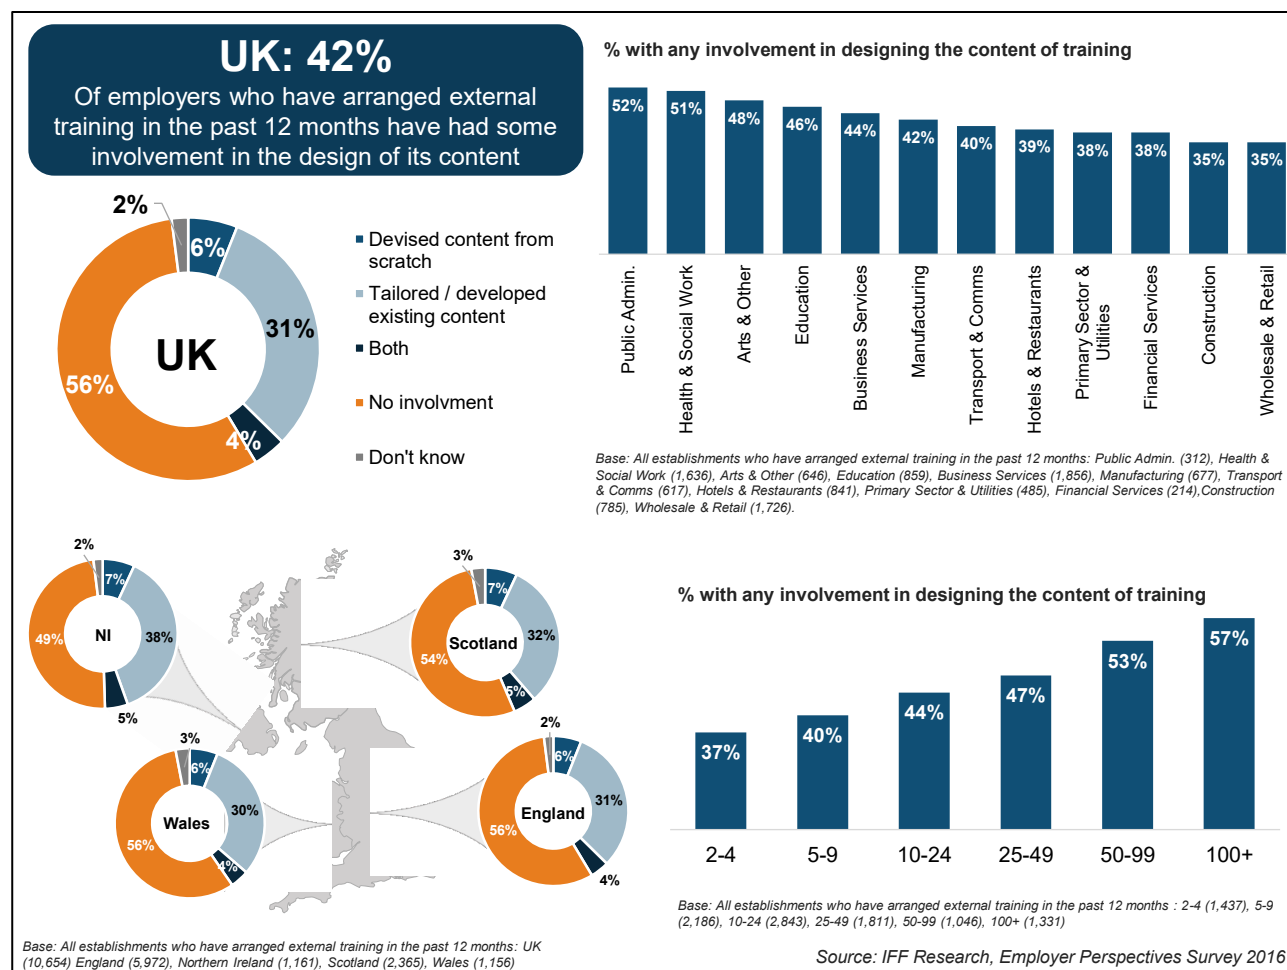 UK: 42%
Of employers who have arranged external
training in the past 12 months have had some
involvement in the design of its content
2%
6%
31%
4%
56%
UK
Devised content from
scratch
Tailored / developed
existing content
Both
No involvment
Don't know
% with any involvement in designing the content of training
52%
51%
48%
46%
44%
42%
40%
39%
38%
38%
35%
35%
Public Admin.
Health & Social Work
Arts & Other
Education
Business Services
Manufacturing
Transport & Comms
Hotels & Restaurants
Primary Sector &
Utilities
Financial Services
Construction
Wholesale & Retail
Base: All establishments who have arranged external training in the past 12 months: Public Admin. (312), Health &
Social Work (1,636), Arts & Other (646), Education (859), Business Services (1,856), Manufacturing (677), Transport
& Comms (617), Hotels & Restaurants (841), Primary Sector & Utilities (485), Financial Services (214),Construction
(785), Wholesale & Retail (1,726).
2%
7%
38%
5%
49%
NI
3%
7%
32%
5%
54%
Scotland
3%
6%
30%
4%
56%
Wales
2%
6%
31%
4%
56%
England
Base: All establishments who have arranged external training in the past 12 months: UK
(10,654) England (5,972), Northern Ireland (1,161), Scotland (2,365), Wales (1,156)
% with any involvement in designing the content of training
37%
40%
44%
47%
53%
57%
2-4
5-9
10-24
25-49
50-99
100+
Base: All establishments who have arranged external training in the past 12 months : 2-4 (1,437), 5-9
(2,186), 10-24 (2,843), 25-49 (1,811), 50-99 (1,046), 100+ (1,331)
Source: IFF Research, Employer Perspectives Survey 2016